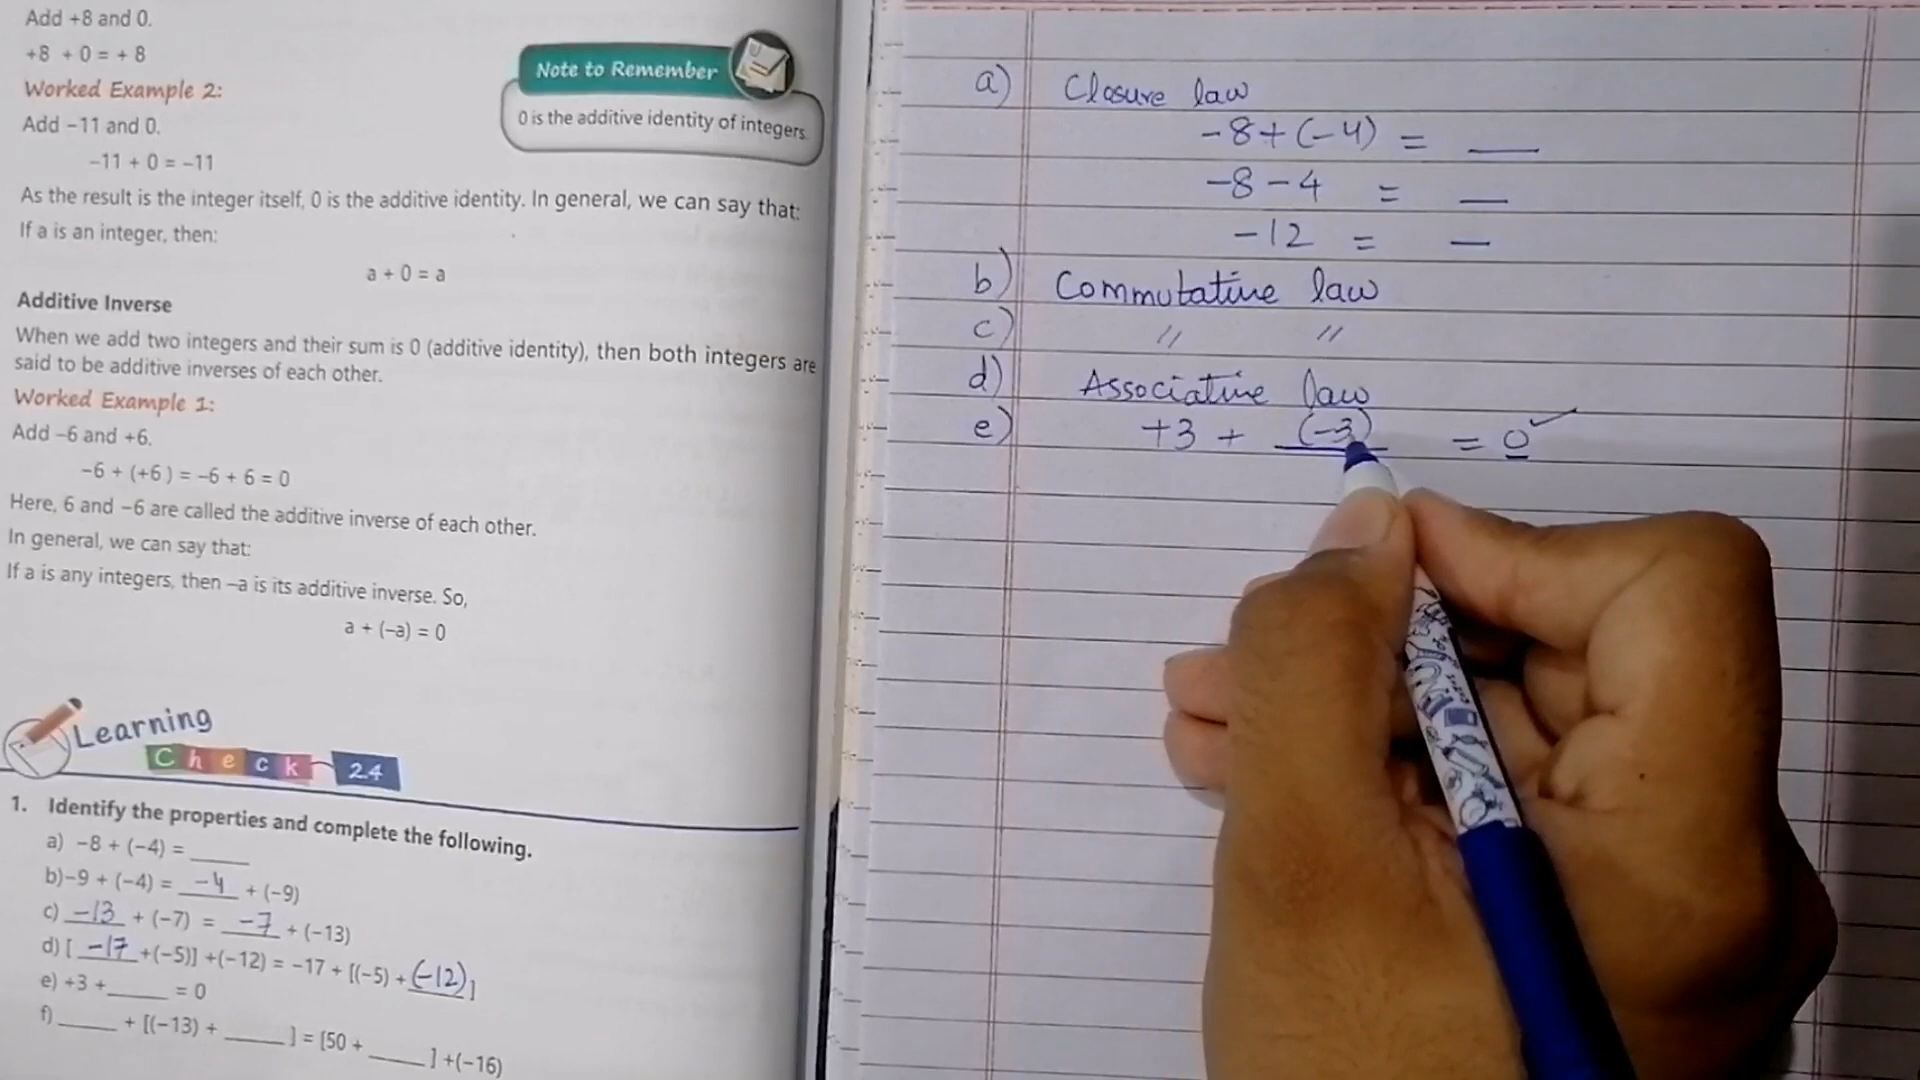 Add +8 and 0.
+8 + 0 = + 8
Worked Example 2:
Add −11 and 0.
−11 + 0 = −11
Note to Remember
0 is the additive identity of integers.
As the result is the integer itself, 0 is the additive identity. In general, we can say that:
If a is an integer, then:
a + 0 = a
Additive Inverse
When we add two integers and their sum is 0 (additive identity), then both integers are
said to be additive inverses of each other.
Worked Example 1:
Add −6 and +6.
−6 + (+6) = −6 + 6 = 0
Here, 6 and −6 are called the additive inverse of each other.
In general, we can say that:
If a is any integers, then −a is its additive inverse. So,
a + (−a) = 0
Learning
Check 2.4
1. Identify the properties and complete the following.
a) −8 + (−4) = ____
b) −9 + (−4) = -4 + (−9)
c) -13 + (−7) = -7 + (−13)
d) [ -17 +(−5)] +(−12) = −17 + [(−5) + (-12) ]
e) +3 + ____ = 0
f) ____ + [(−13) + ____ ] = [50 + ____ ] +(−16)
a) Closure law
-8+(-4) = __
-8-4 = __
-12 = __
b) Commutative law
c) " "
d) Associative law
e) +3 + (-3) = 0 ✓